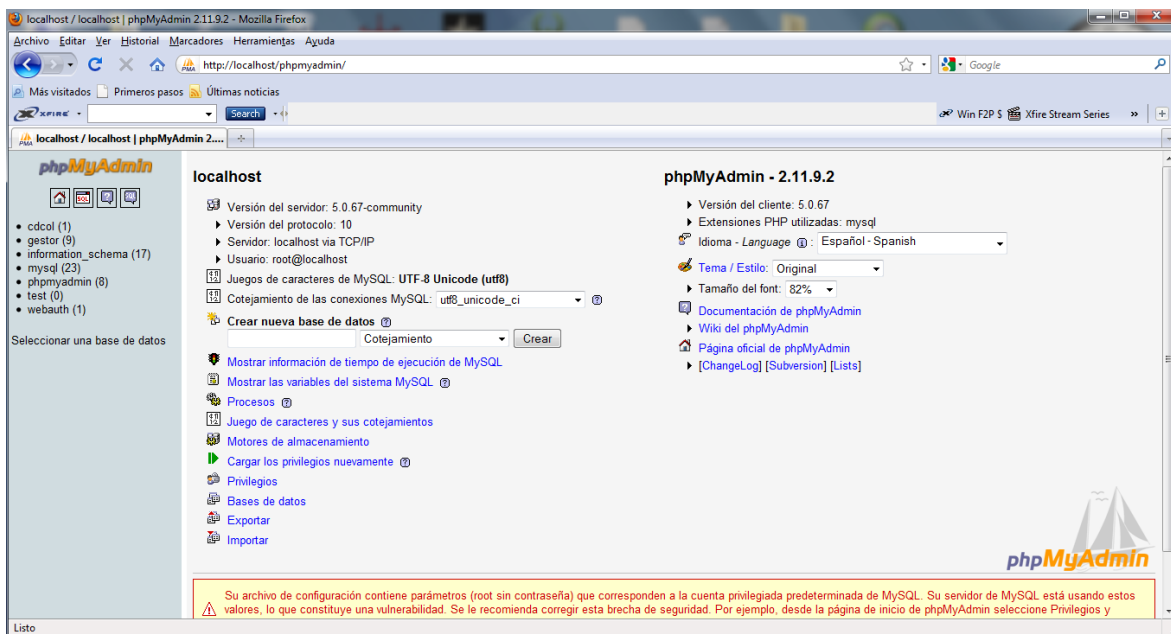 localhost / localhost | phpMyAdmin 2.11.9.2 - Mozilla Firefox
Archivo Editar Ver Historial Marcadores Herramientas Ayuda
http://localhost/phpmyadmin/
Google
Más visitados Primeros pasos Últimas noticias
XFIRE Search Win F2P $ Xfire Stream Series »
localhost / localhost | phpMyAdmin 2....
phpMyAdmin
cdcol (1)
gestor (9)
information_schema (17)
mysql (23)
phpmyadmin (8)
test (0)
webauth (1)
Seleccionar una base de datos
localhost
Versión del servidor: 5.0.67-community
Versión del protocolo: 10
Servidor: localhost via TCP/IP
Usuario: root@localhost
Juegos de caracteres de MySQL: UTF-8 Unicode (utf8)
Cotejamiento de las conexiones MySQL: utf8_unicode_ci
Crear nueva base de datos
Cotejamiento Crear
Mostrar información de tiempo de ejecución de MySQL
Mostrar las variables del sistema MySQL
Procesos
Juego de caracteres y sus cotejamientos
Motores de almacenamiento
Cargar los privilegios nuevamente
Privilegios
Bases de datos
Exportar
Importar
phpMyAdmin - 2.11.9.2
Versión del cliente: 5.0.67
Extensiones PHP utilizadas: mysql
Idioma - Language : Español - Spanish
Tema / Estilo: Original
Tamaño del font: 82%
Documentación de phpMyAdmin
Wiki del phpMyAdmin
Página oficial de phpMyAdmin
[ChangeLog] [Subversion] [Lists]
phpMyAdmin
Su archivo de configuración contiene parámetros (root sin contraseña) que corresponden a la cuenta privilegiada predeterminada de MySQL. Su servidor de MySQL está usando estos
valores, lo que constituye una vulnerabilidad. Se le recomienda corregir esta brecha de seguridad. Por ejemplo, desde la página de inicio de phpMyAdmin seleccione Privilegios y
Listo